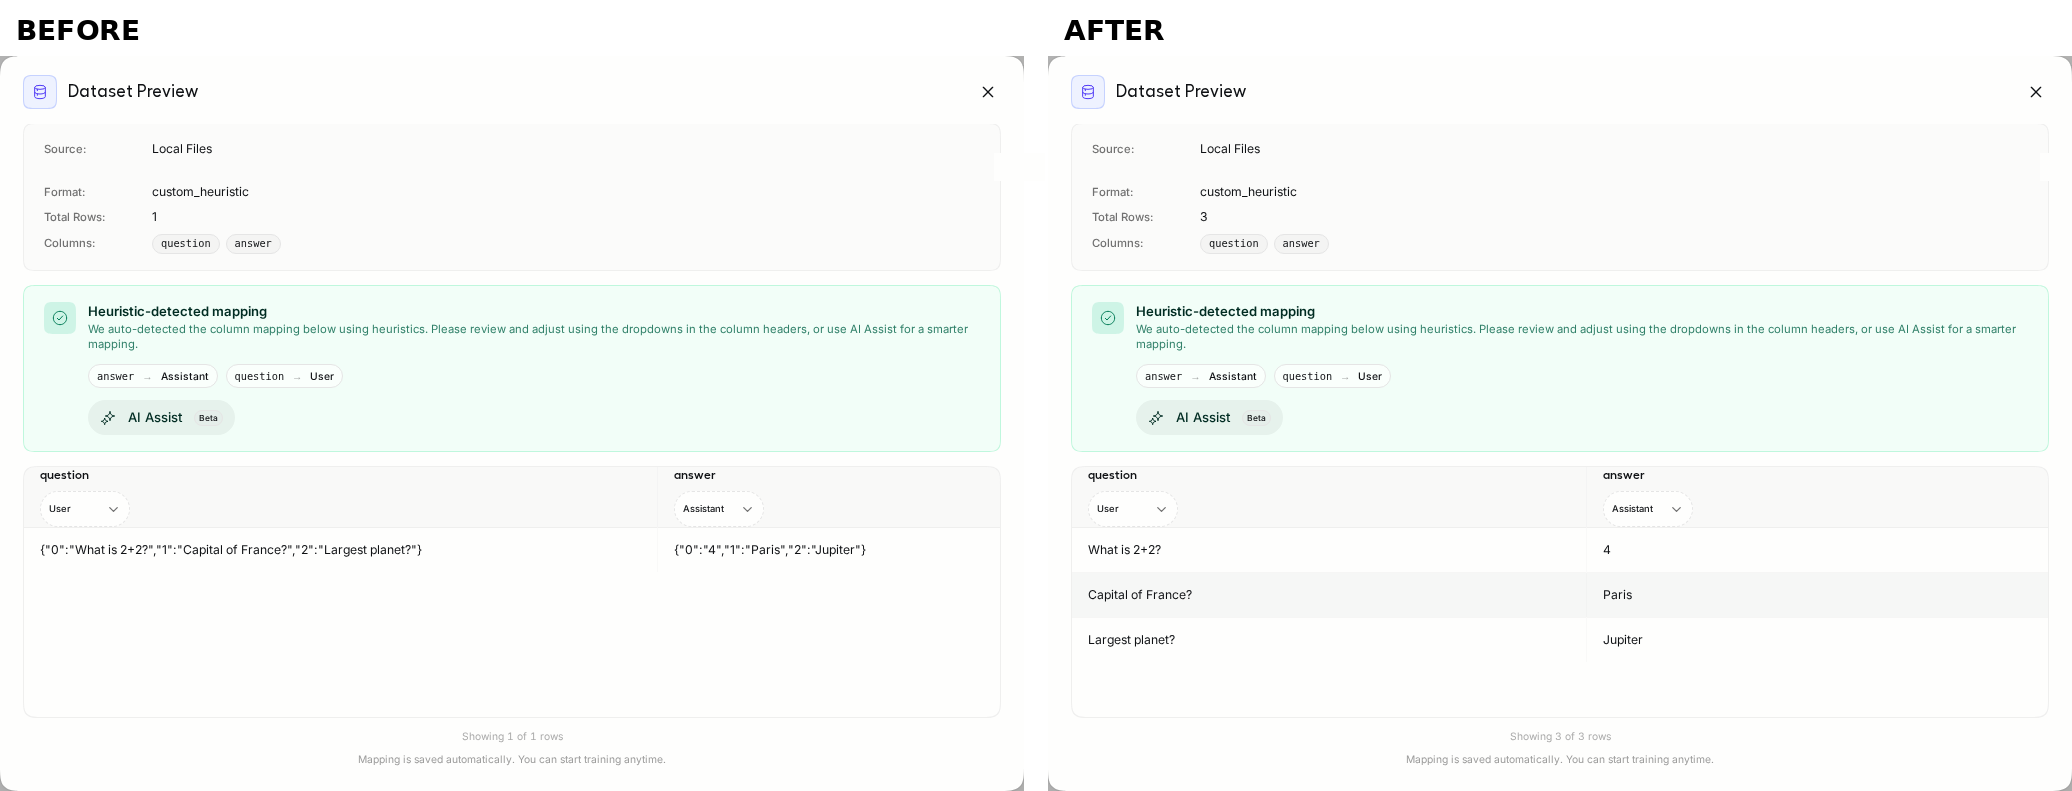 BEFORE
Dataset Preview
Source: Local Files
Format: custom_heuristic
Total Rows: 1
Columns: question answer
Heuristic-detected mapping
We auto-detected the column mapping below using heuristics. Please review and adjust using the dropdowns in the column headers, or use AI Assist for a smarter
mapping.
answer → Assistant question → User
AI Assist Beta
question answer
User Assistant
{"0":"What is 2+2?","1":"Capital of France?","2":"Largest planet?"} {"0":"4","1":"Paris","2":"Jupiter"}
Showing 1 of 1 rows
Mapping is saved automatically. You can start training anytime.
AFTER
Dataset Preview
Source: Local Files
Format: custom_heuristic
Total Rows: 3
Columns: question answer
Heuristic-detected mapping
We auto-detected the column mapping below using heuristics. Please review and adjust using the dropdowns in the column headers, or use AI Assist for a smarter
mapping.
answer → Assistant question → User
AI Assist Beta
question answer
User Assistant
What is 2+2? 4
Capital of France? Paris
Largest planet? Jupiter
Showing 3 of 3 rows
Mapping is saved automatically. You can start training anytime.